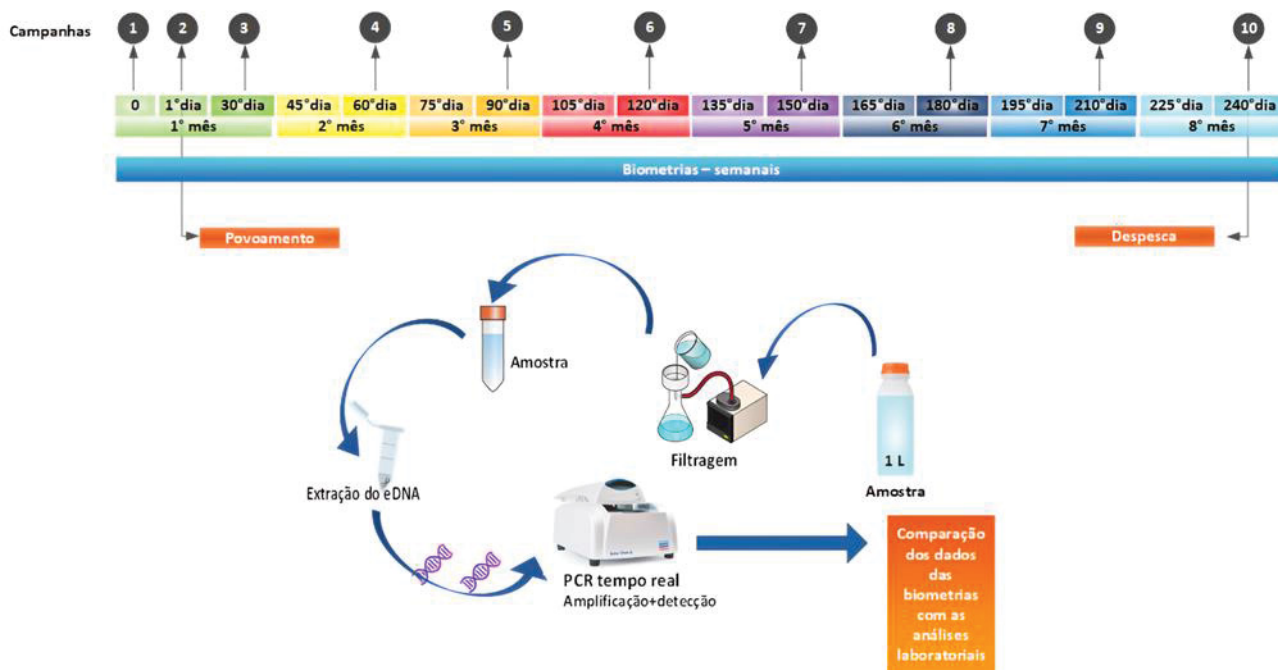 Campanhas 1 2 3 4 5 6 7 8 9 10
0 1°dia 30°dia 45°dia 60°dia 75°dia 90°dia 105°dia 120°dia 135°dia 150°dia 165°dia 180°dia 195°dia 210°dia 225°dia 240°dia
1° mês 2° mês 3° mês 4° mês 5° mês 6° mês 7° mês 8° mês
Biometrias – semanais
Povoamento
Despesca
Amostra
Filtragem
1 L
Amostra
Extração do eDNA
PCR tempo real
Amplificação+detecção
Comparação
dos dados
das
biometrias
com as
análises
laboratoriais